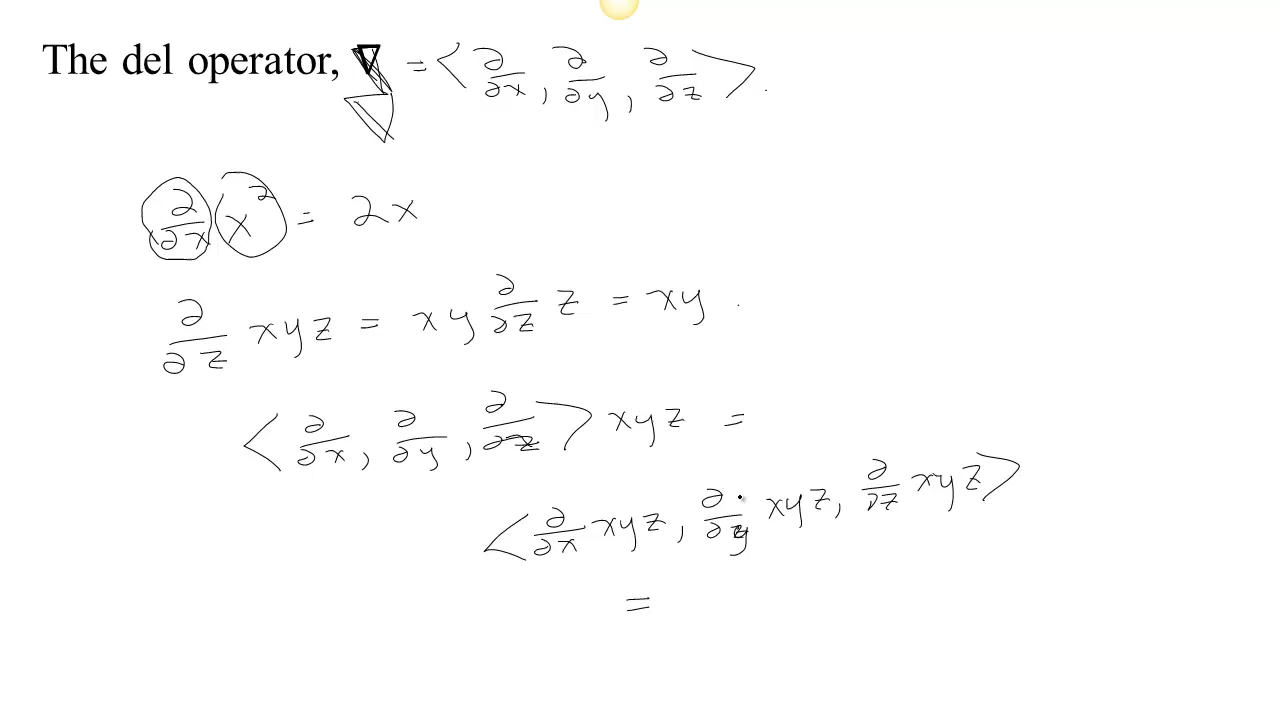 The del operator, ∇ = < ∂/∂x, ∂/∂y, ∂/∂z > .
∂/∂x x² = 2x
∂/∂z xyz = xy ∂/∂z z = xy .
< ∂/∂x, ∂/∂y, ∂/∂z > xyz =
< ∂/∂x xyz, ∂/∂y xyz, ∂/∂z xyz >
=